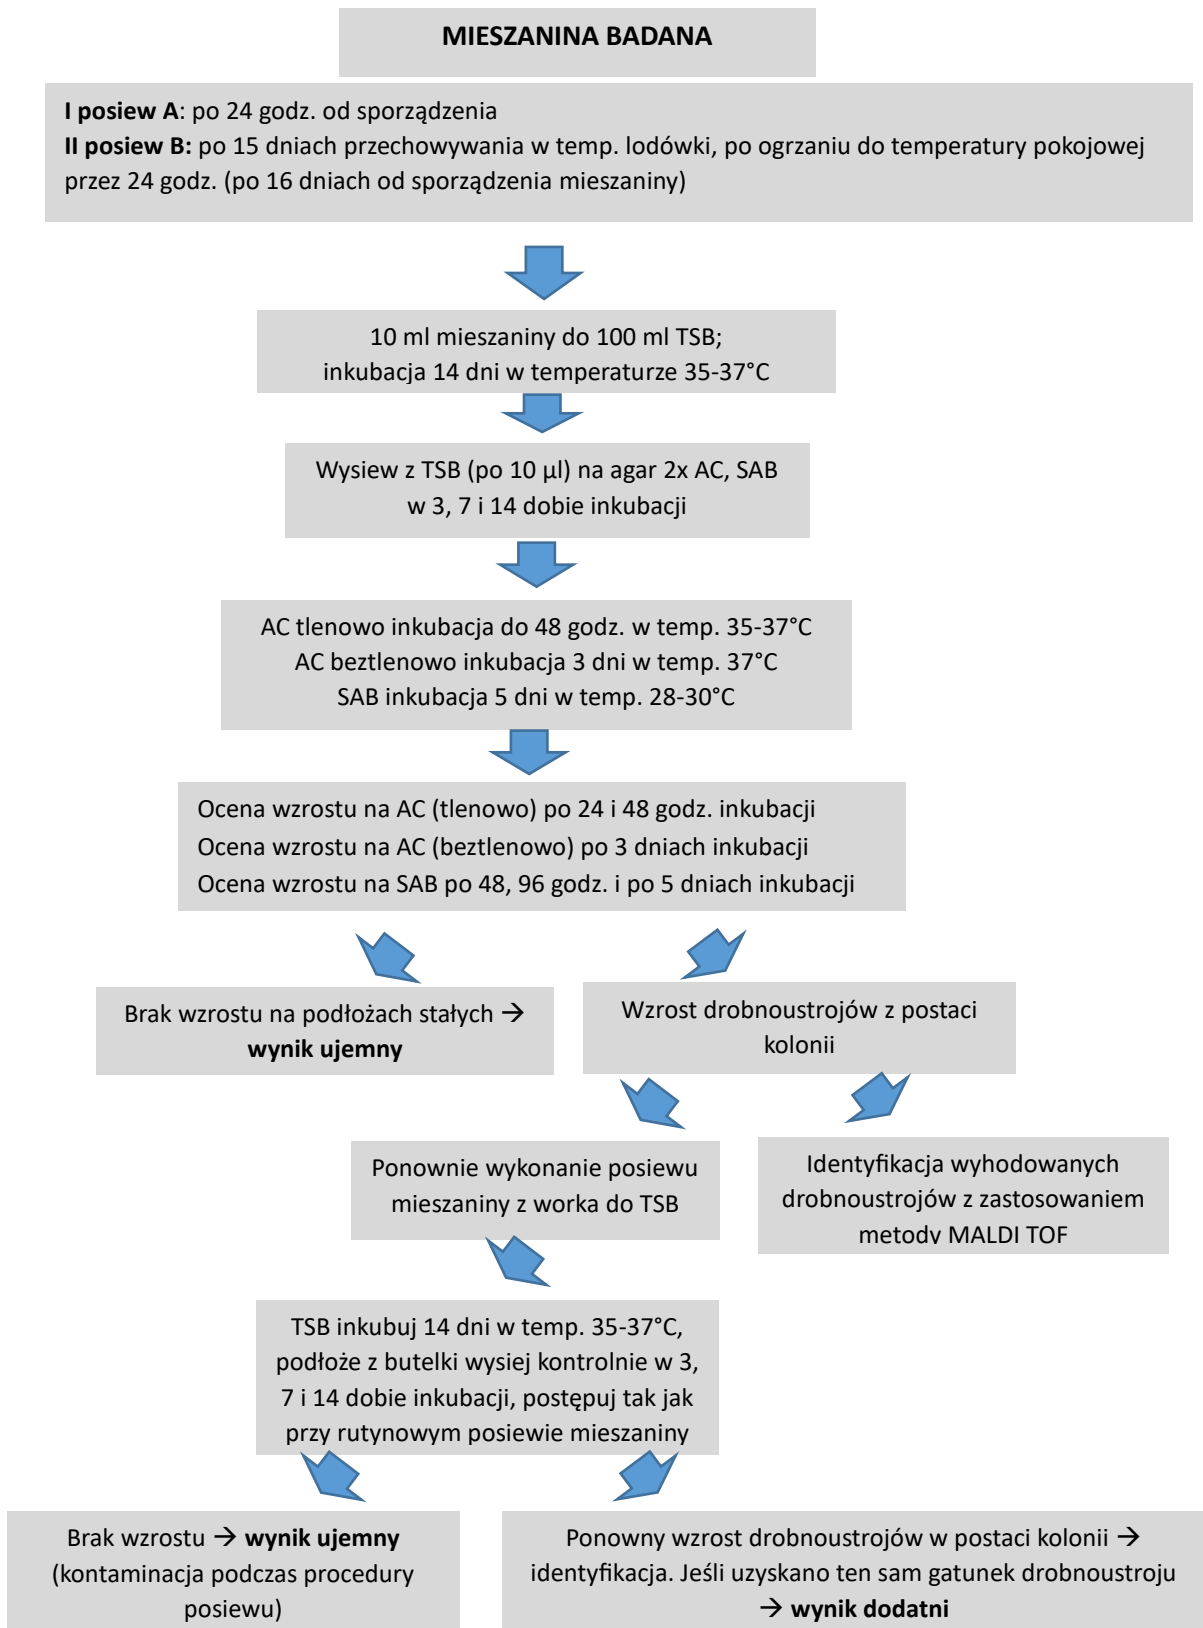 MIESZANINA BADANA
I posiew A: po 24 godz. od sporządzenia
II posiew B: po 15 dniach przechowywania w temp. lodówki, po ogrzaniu do temperatury pokojowej
przez 24 godz. (po 16 dniach od sporządzenia mieszaniny)
10 ml mieszaniny do 100 ml TSB;
inkubacja 14 dni w temperaturze 35-37°C
Wysiew z TSB (po 10 µl) na agar 2x AC, SAB
w 3, 7 i 14 dobie inkubacji
AC tlenowo inkubacja do 48 godz. w temp. 35-37°C
AC beztlenowo inkubacja 3 dni w temp. 37°C
SAB inkubacja 5 dni w temp. 28-30°C
Ocena wzrostu na AC (tlenowo) po 24 i 48 godz. inkubacji
Ocena wzrostu na AC (beztlenowo) po 3 dniach inkubacji
Ocena wzrostu na SAB po 48, 96 godz. i po 5 dniach inkubacji
Brak wzrostu na podłożach stałych →
wynik ujemny
Wzrost drobnoustrojów z postaci
kolonii
Ponownie wykonanie posiewu
mieszaniny z worka do TSB
Identyfikacja wyhodowanych
drobnoustrojów z zastosowaniem
metody MALDI TOF
TSB inkubuj 14 dni w temp. 35-37°C,
podłoże z butelki wysiej kontrolnie w 3,
7 i 14 dobie inkubacji, postępuj tak jak
przy rutynowym posiewie mieszaniny
Brak wzrostu → wynik ujemny
(kontaminacja podczas procedury
posiewu)
Ponowny wzrost drobnoustrojów w postaci kolonii →
identyfikacja. Jeśli uzyskano ten sam gatunek drobnoustroju
→ wynik dodatni